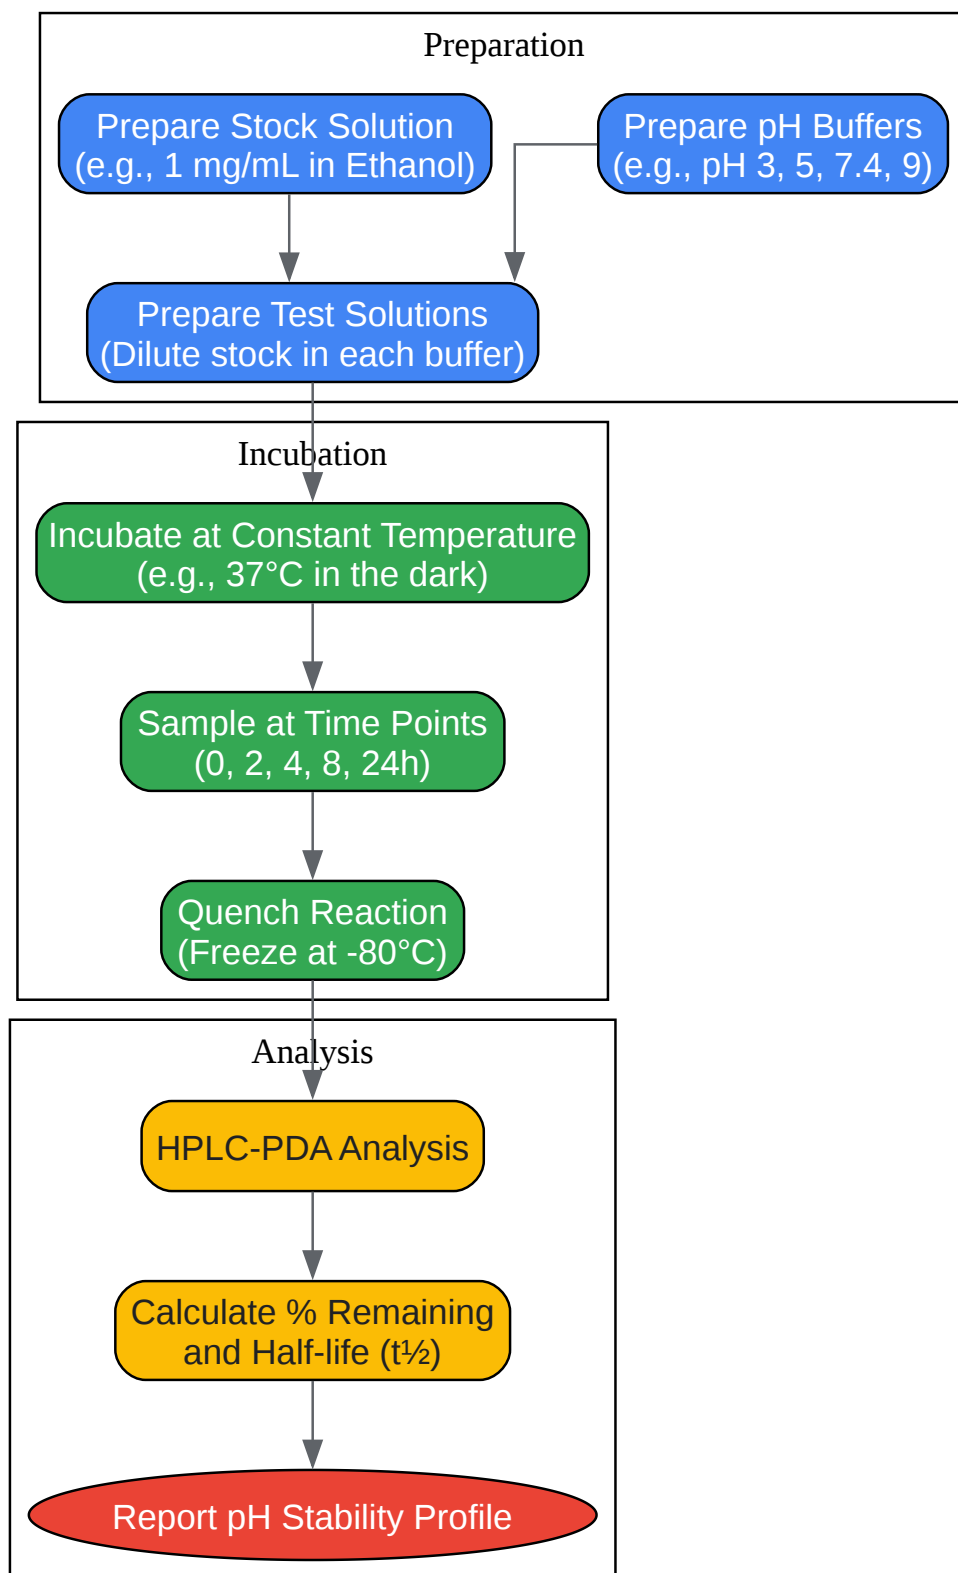 Preparation
Prepare Stock Solution
(e.g., 1 mg/mL in Ethanol)
Prepare pH Buffers
(e.g., pH 3, 5, 7.4, 9)
Prepare Test Solutions
(Dilute stock in each buffer)
Incubation
Incubate at Constant Temperature
(e.g., 37°C in the dark)
Sample at Time Points
(0, 2, 4, 8, 24h)
Quench Reaction
(Freeze at -80°C)
Analysis
HPLC-PDA Analysis
Calculate % Remaining
and Half-life (t½)
Report pH Stability Profile